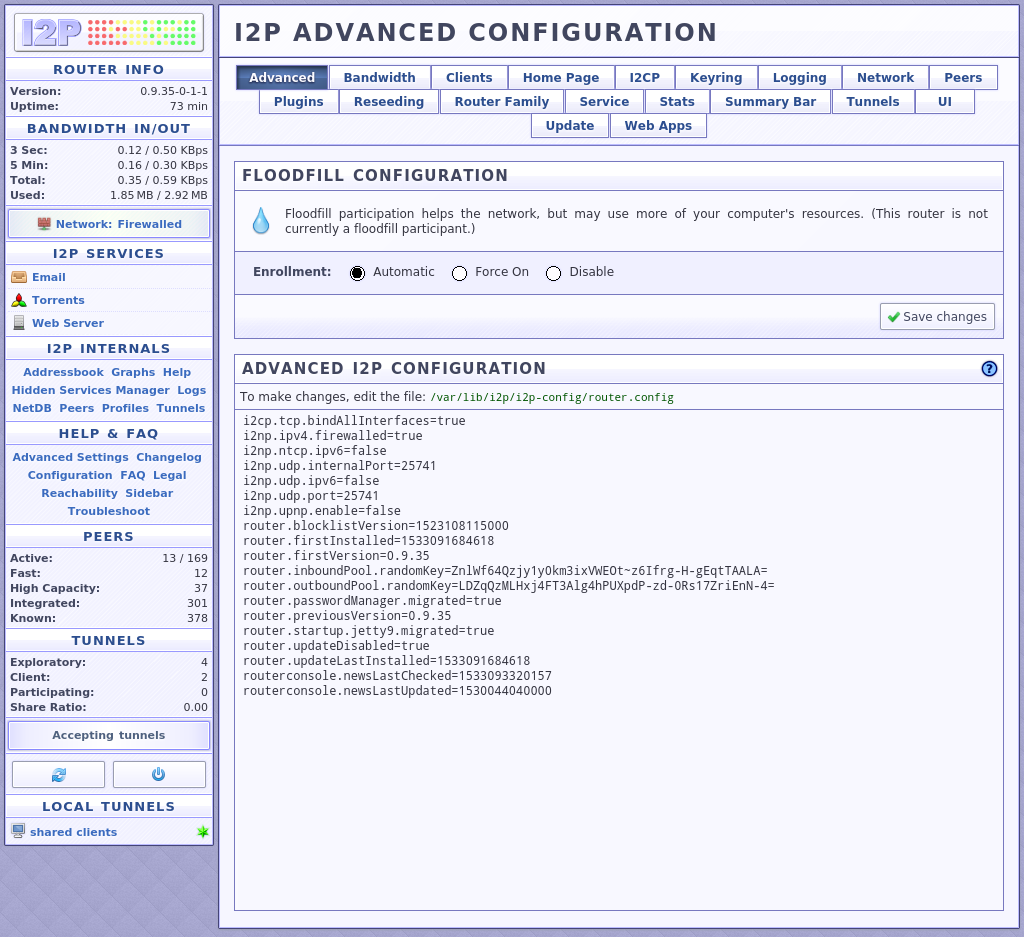 I2P
ROUTER INFO
Version: 0.9.35-0-1-1
Uptime: 73 min
BANDWIDTH IN/OUT
3 Sec: 0.12 / 0.50 KBps
5 Min: 0.16 / 0.30 KBps
Total: 0.35 / 0.59 KBps
Used: 1.85 MB / 2.92 MB
Network: Firewalled
I2P SERVICES
Email
Torrents
Web Server
I2P INTERNALS
Addressbook Graphs Help
Hidden Services Manager Logs
NetDB Peers Profiles Tunnels
HELP & FAQ
Advanced Settings Changelog
Configuration FAQ Legal
Reachability Sidebar
Troubleshoot
PEERS
Active: 13 / 169
Fast: 12
High Capacity: 37
Integrated: 301
Known: 378
TUNNELS
Exploratory: 4
Client: 2
Participating: 0
Share Ratio: 0.00
Accepting tunnels
LOCAL TUNNELS
shared clients
I2P ADVANCED CONFIGURATION
Advanced Bandwidth Clients Home Page I2CP Keyring Logging Network Peers
Plugins Reseeding Router Family Service Stats Summary Bar Tunnels UI
Update Web Apps
FLOODFILL CONFIGURATION
Floodfill participation helps the network, but may use more of your computer's resources. (This router is not
currently a floodfill participant.)
Enrollment: Automatic Force On Disable
Save changes
ADVANCED I2P CONFIGURATION ?
To make changes, edit the file: /var/lib/i2p/i2p-config/router.config
i2cp.tcp.bindAllInterfaces=true
i2np.ipv4.firewalled=true
i2np.ntcp.ipv6=false
i2np.udp.internalPort=25741
i2np.udp.ipv6=false
i2np.udp.port=25741
i2np.upnp.enable=false
router.blocklistVersion=1523108115000
router.firstInstalled=1533091684618
router.firstVersion=0.9.35
router.inboundPool.randomKey=ZnlWf64Qzjy1y0km3ixVWEOt~z6Ifrg-H-gEqtTAALA=
router.outboundPool.randomKey=LDZqQzMLHxj4FT3Alg4hPUXpdP-zd-ORs17ZriEnN-4=
router.passwordManager.migrated=true
router.previousVersion=0.9.35
router.startup.jetty9.migrated=true
router.updateDisabled=true
router.updateLastInstalled=1533091684618
routerconsole.newsLastChecked=1533093320157
routerconsole.newsLastUpdated=1530044040000